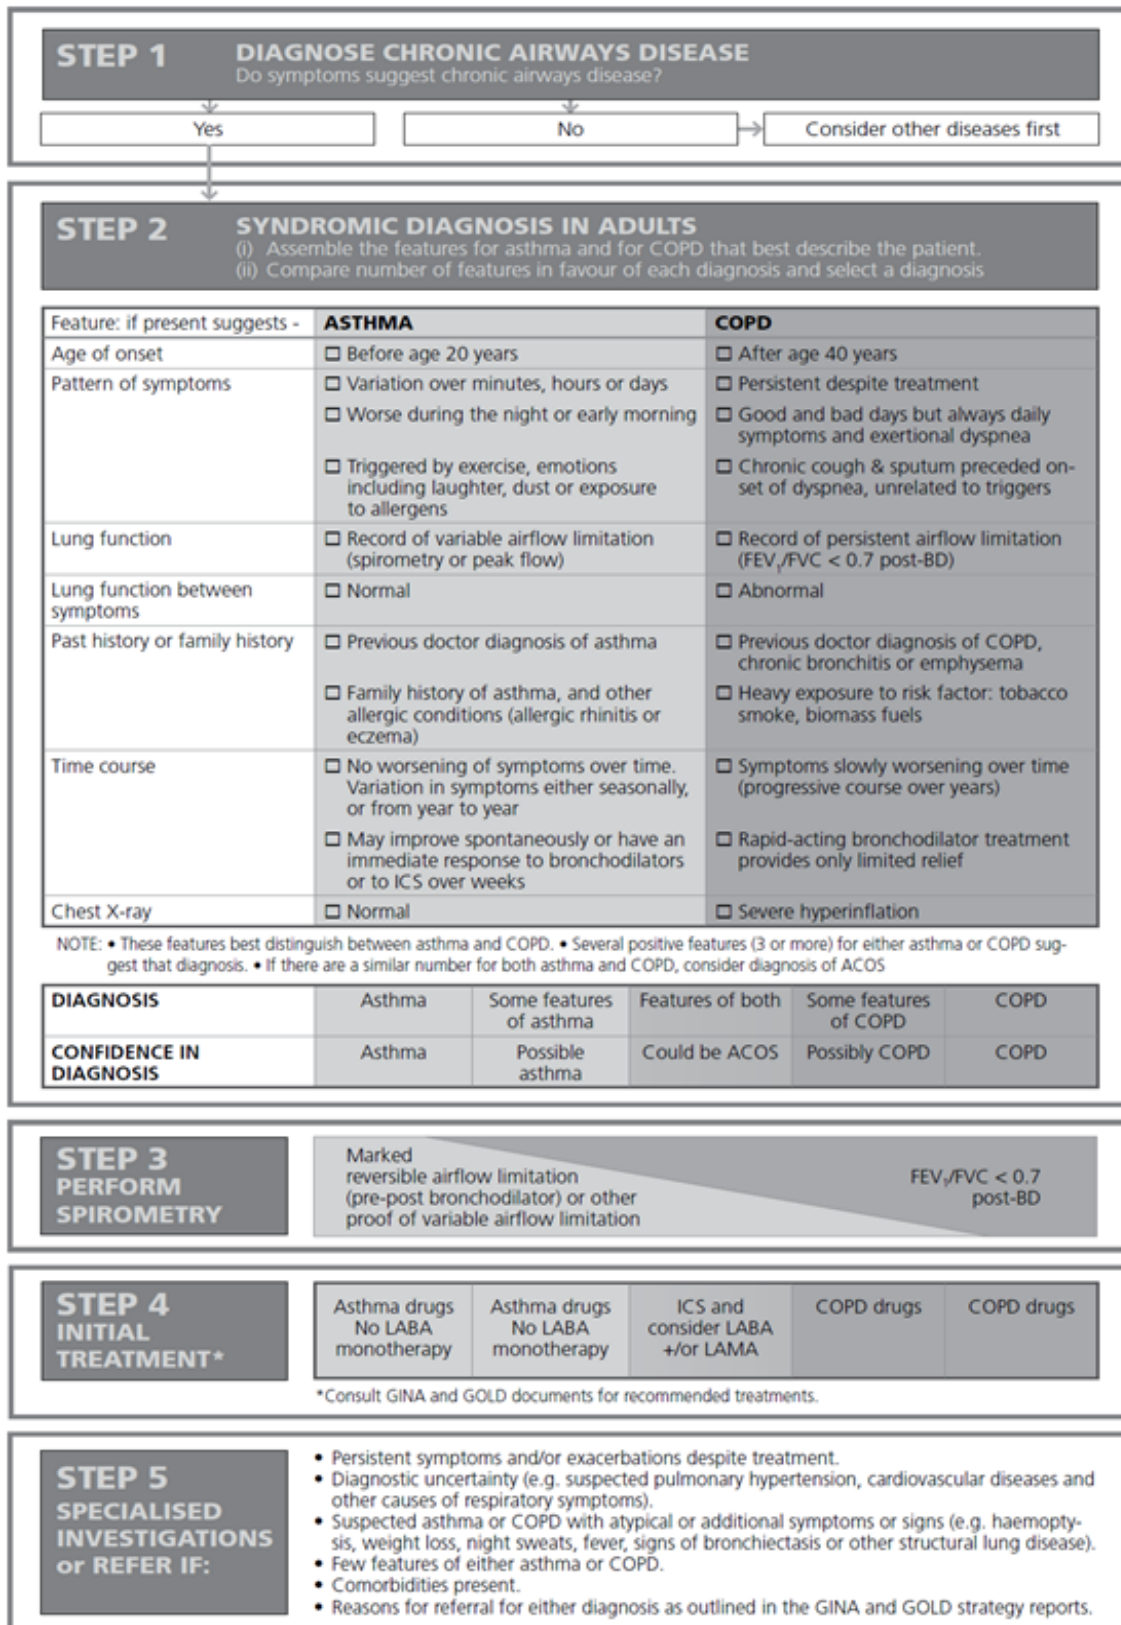 STEP 1
DIAGNOSE CHRONIC AIRWAYS DISEASE
Do symptoms suggest chronic airways disease?
Yes
No
Consider other diseases first
STEP 2
SYNDROMIC DIAGNOSIS IN ADULTS
(i) Assemble the features for asthma and for COPD that best describe the patient.
(ii) Compare number of features in favour of each diagnosis and select a diagnosis
Feature: if present suggests -
ASTHMA
COPD
Age of onset
☐ Before age 20 years
☐ After age 40 years
Pattern of symptoms
☐ Variation over minutes, hours or days
☐ Persistent despite treatment
☐ Worse during the night or early morning
☐ Good and bad days but always daily
symptoms and exertional dyspnea
☐ Triggered by exercise, emotions
including laughter, dust or exposure
to allergens
☐ Chronic cough & sputum preceded on-
set of dyspnea, unrelated to triggers
Lung function
☐ Record of variable airflow limitation
(spirometry or peak flow)
☐ Record of persistent airflow limitation
(FEV₁/FVC < 0.7 post-BD)
Lung function between
symptoms
☐ Normal
☐ Abnormal
Past history or family history
☐ Previous doctor diagnosis of asthma
☐ Previous doctor diagnosis of COPD,
chronic bronchitis or emphysema
☐ Family history of asthma, and other
allergic conditions (allergic rhinitis or
eczema)
☐ Heavy exposure to risk factor: tobacco
smoke, biomass fuels
Time course
☐ No worsening of symptoms over time.
Variation in symptoms either seasonally,
or from year to year
☐ Symptoms slowly worsening over time
(progressive course over years)
☐ May improve spontaneously or have an
immediate response to bronchodilators
or to ICS over weeks
☐ Rapid-acting bronchodilator treatment
provides only limited relief
Chest X-ray
☐ Normal
☐ Severe hyperinflation
NOTE: • These features best distinguish between asthma and COPD. • Several positive features (3 or more) for either asthma or COPD sug-
gest that diagnosis. • If there are a similar number for both asthma and COPD, consider diagnosis of ACOS
DIAGNOSIS
Asthma
Some features
of asthma
Features of both
Some features
of COPD
COPD
CONFIDENCE IN
DIAGNOSIS
Asthma
Possible
asthma
Could be ACOS
Possibly COPD
COPD
STEP 3
PERFORM
SPIROMETRY
Marked
reversible airflow limitation
(pre-post bronchodilator) or other
proof of variable airflow limitation
FEV₁/FVC < 0.7
post-BD
STEP 4
INITIAL
TREATMENT*
Asthma drugs
No LABA
monotherapy
Asthma drugs
No LABA
monotherapy
ICS and
consider LABA
+/or LAMA
COPD drugs
COPD drugs
*Consult GINA and GOLD documents for recommended treatments.
STEP 5
SPECIALISED
INVESTIGATIONS
or REFER IF:
• Persistent symptoms and/or exacerbations despite treatment.
• Diagnostic uncertainty (e.g. suspected pulmonary hypertension, cardiovascular diseases and
other causes of respiratory symptoms).
• Suspected asthma or COPD with atypical or additional symptoms or signs (e.g. haemopty-
sis, weight loss, night sweats, fever, signs of bronchiectasis or other structural lung disease).
• Few features of either asthma or COPD.
• Comorbidities present.
• Reasons for referral for either diagnosis as outlined in the GINA and GOLD strategy reports.